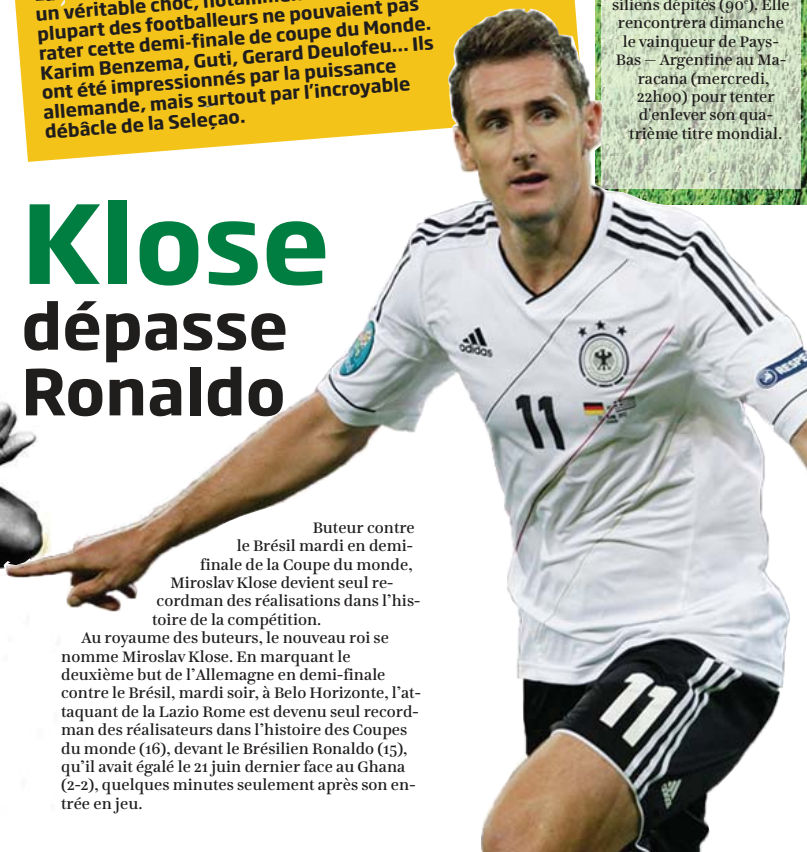 un véritable choc, notamment
plupart des footballeurs ne pouvaient pas
rater cette demi-finale de coupe du Monde.
Karim Benzema, Guti, Gerard Deulofeu... Ils
ont été impressionnés par la puissance
allemande, mais surtout par l'incroyable
débâcle de la Seleçao.
siliens dépités (90e). Elle
rencontrera dimanche
le vainqueur de Pays-
Bas – Argentine au Ma-
racana (mercredi,
22h00) pour tenter
d'enlever son qua-
trième titre mondial.
Klose
dépasse
Ronaldo
adidas
11
RESPE
11
Buteur contre
le Brésil mardi en demi-
finale de la Coupe du monde,
Miroslav Klose devient seul re-
cordman des réalisations dans l'his-
toire de la compétition.
Au royaume des buteurs, le nouveau roi se
nomme Miroslav Klose. En marquant le
deuxième but de l'Allemagne en demi-finale
contre le Brésil, mardi soir, à Belo Horizonte, l'at-
taquant de la Lazio Rome est devenu seul record-
man des réalisateurs dans l'histoire des Coupes
du monde (16), devant le Brésilien Ronaldo (15),
qu'il avait égalé le 21 juin dernier face au Ghana
(2-2), quelques minutes seulement après son en-
trée en jeu.